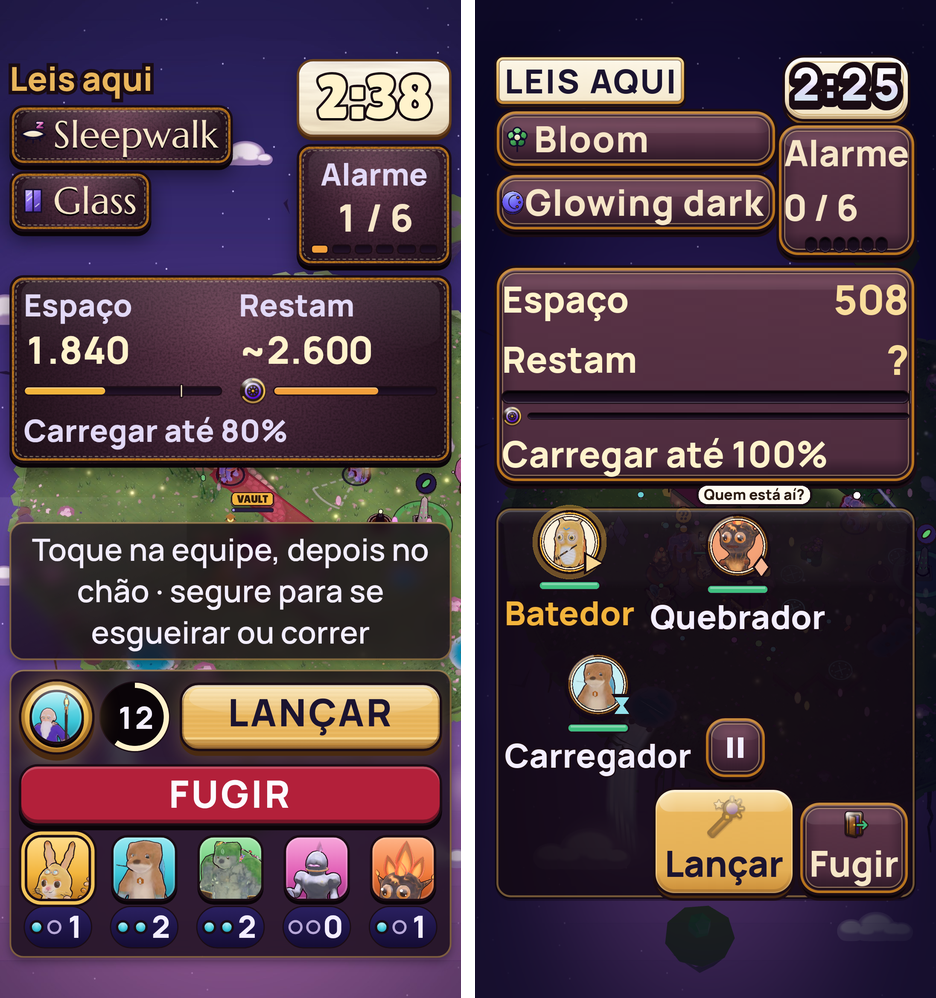 Leis aqui
2:38
Sleepwalk
Glass
Alarme
1 / 6
Espaço
Restam
1.840
~2.600
Carregar até 80%
VAULT
Toque na equipe, depois no
chão · segure para se
esgueirar ou correr
12
LANÇAR
FUGIR
1
2
2
0
1
LEIS AQUI
2:25
Bloom
Glowing dark
Alarme
0 / 6
Espaço
508
Restam
?
Carregar até 100%
Quem está aí?
Batedor
Quebrador
Carregador
Lançar
Fugir